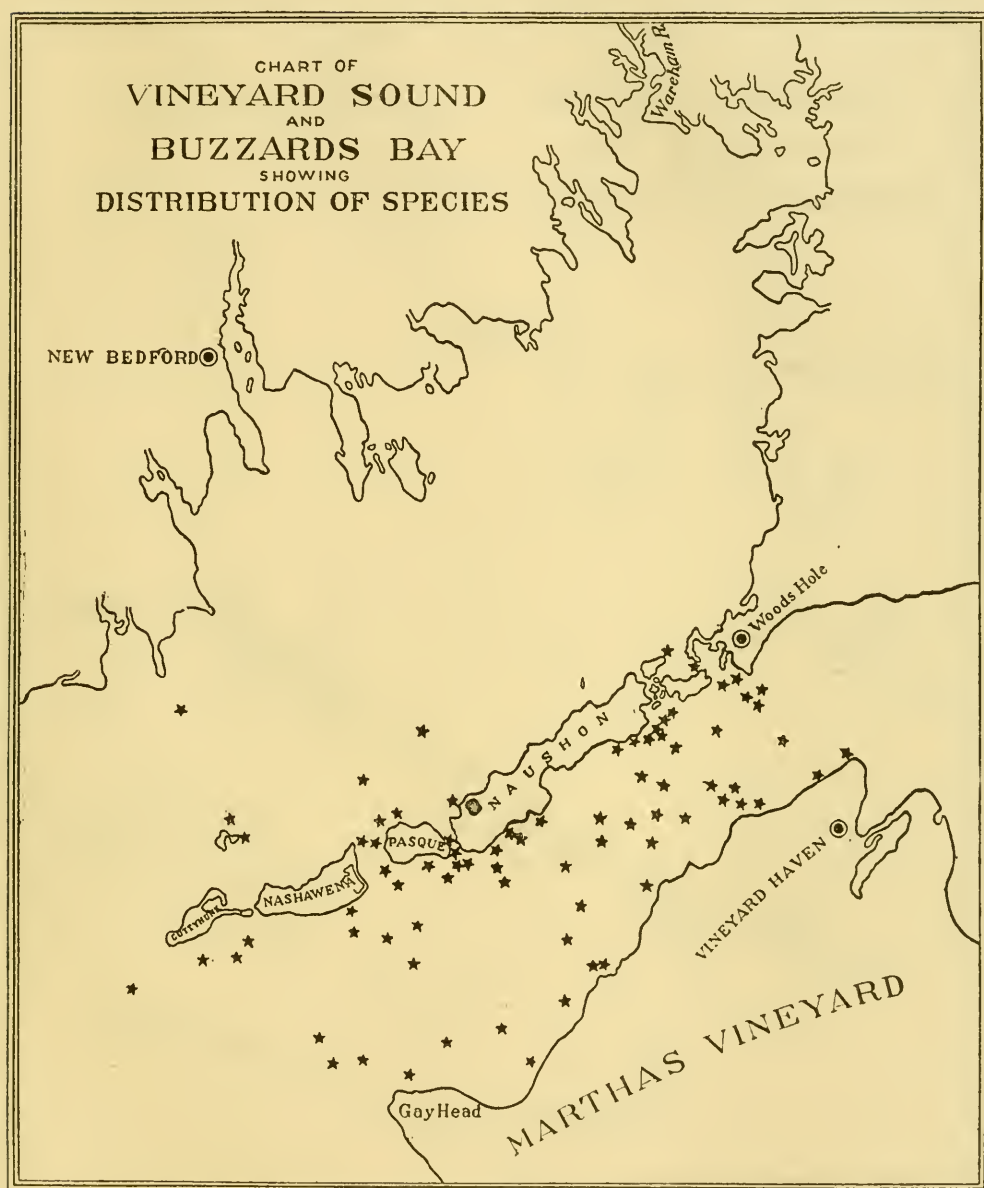 CHART OF
VINEYARD SOUND
AND
BUZZARDS BAY
SHOWING
DISTRIBUTION OF SPECIES
Wareham R.
NEW BEDFORD
Woods Hole
NAUSHON
PASQUE
NASHAWENA
CUTTYHUNK
VINEYARD HAVEN
MARTHAS VINEYARD
Gay Head